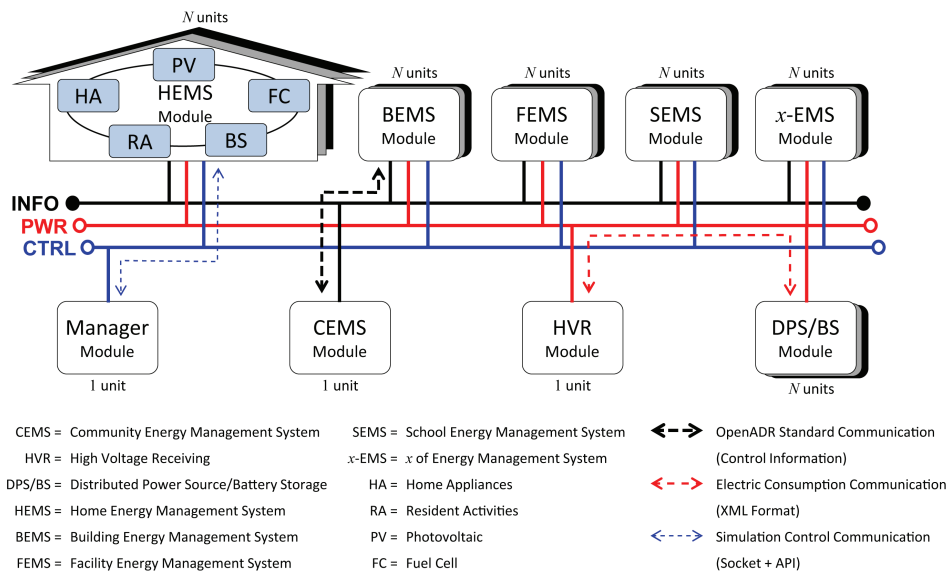 N units
PV
HA
HEMS
Module
FC
RA
BS
N units
BEMS
Module
N units
FEMS
Module
N units
SEMS
Module
N units
x-EMS
Module
INFO
PWR
CTRL
Manager
Module
1 unit
CEMS
Module
1 unit
HVR
Module
1 unit
DPS/BS
Module
N units
CEMS = Community Energy Management System
HVR = High Voltage Receiving
DPS/BS = Distributed Power Source/Battery Storage
HEMS = Home Energy Management System
BEMS = Building Energy Management System
FEMS = Facility Energy Management System
SEMS = School Energy Management System
x-EMS = x of Energy Management System
HA = Home Appliances
RA = Resident Activities
PV = Photovoltaic
FC = Fuel Cell
OpenADR Standard Communication
(Control Information)
Electric Consumption Communication
(XML Format)
Simulation Control Communication
(Socket + API)